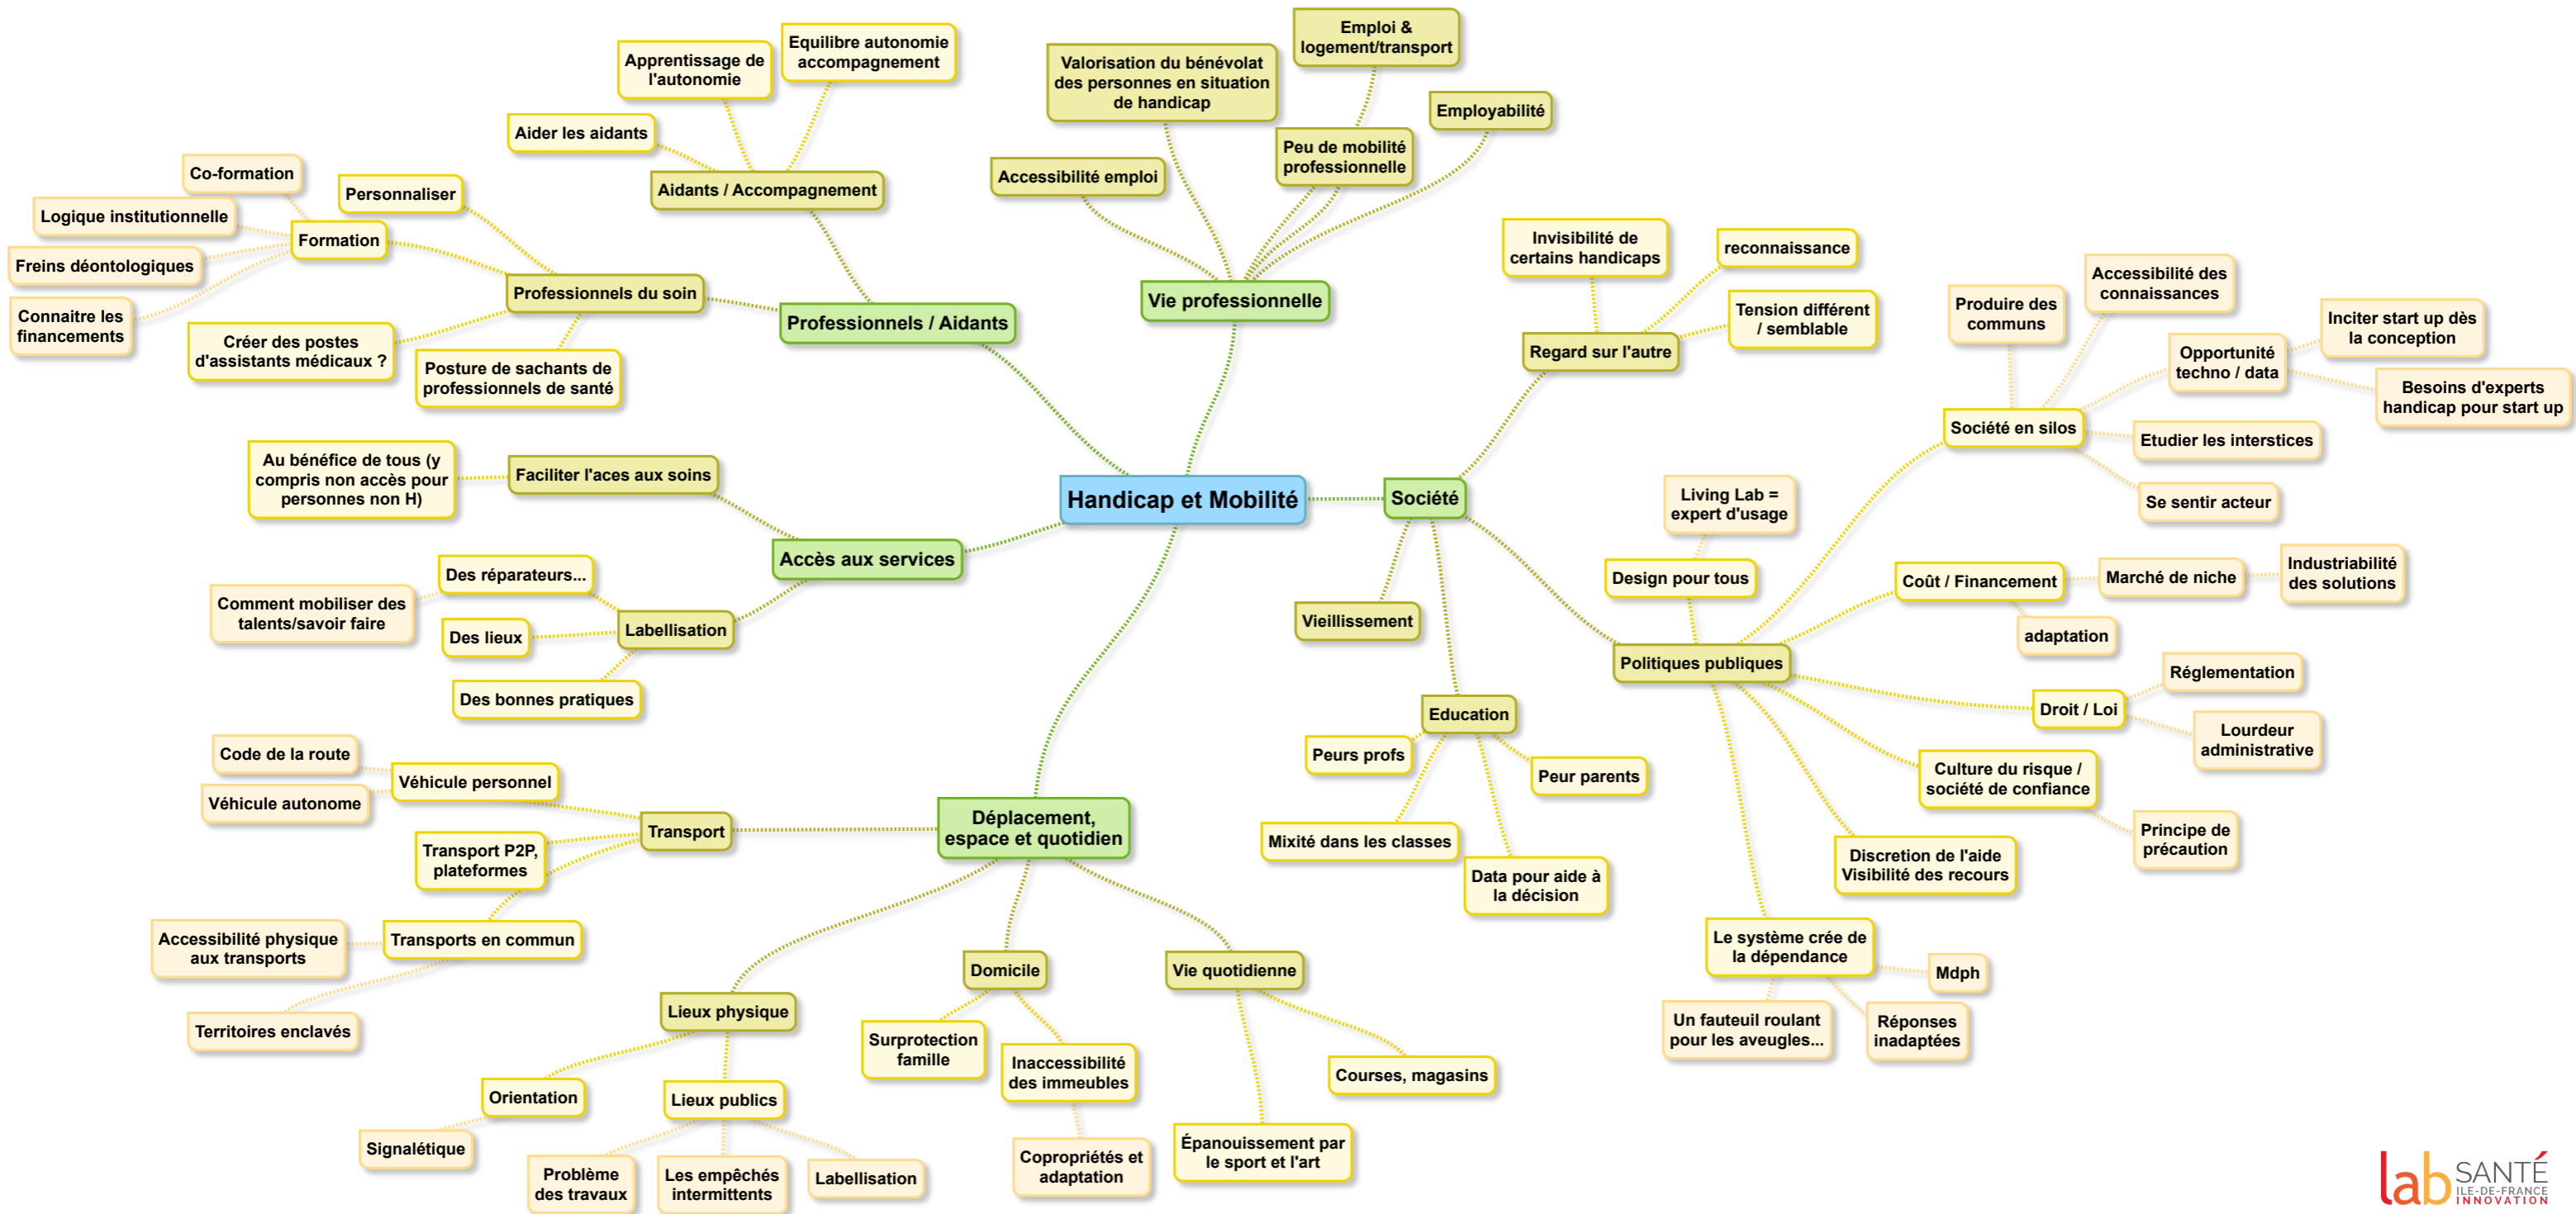 Handicap et Mobilité
Professionnels / Aidants
Aidants / Accompagnement
Aider les aidants
Apprentissage de
l'autonomie
Equilibre autonomie
accompagnement
Professionnels du soin
Personnaliser
Formation
Co-formation
Logique institutionnelle
Freins déontologiques
Connaitre les
financements
Créer des postes
d'assistants médicaux ?
Posture de sachants de
professionnels de santé
Vie professionnelle
Accessibilité emploi
Valorisation du bénévolat
des personnes en situation
de handicap
Emploi &
logement/transport
Peu de mobilité
professionnelle
Employabilité
Société
Regard sur l'autre
Invisibilité de
certains handicaps
reconnaissance
Tension différent
/ semblable
Vieillissement
Education
Peurs profs
Mixité dans les classes
Data pour aide à
la décision
Peur parents
Politiques publiques
Design pour tous
Living Lab =
expert d'usage
Société en silos
Produire des
communs
Accessibilité des
connaissances
Opportunité
techno / data
Inciter start up dès
la conception
Besoins d'experts
handicap pour start up
Etudier les interstices
Se sentir acteur
Coût / Financement
Marché de niche
Industriabilité
des solutions
adaptation
Droit / Loi
Réglementation
Lourdeur
administrative
Culture du risque /
société de confiance
Principe de
précaution
Discretion de l'aide
Visibilité des recours
Le système crée de
la dépendance
Mdph
Réponses
inadaptées
Un fauteuil roulant
pour les aveugles...
Accès aux services
Faciliter l'aces aux soins
Au bénéfice de tous (y
compris non accès pour
personnes non H)
Labellisation
Des réparateurs...
Comment mobiliser des
talents/savoir faire
Des lieux
Des bonnes pratiques
Déplacement,
espace et quotidien
Transport
Véhicule personnel
Code de la route
Véhicule autonome
Transport P2P,
plateformes
Transports en commun
Accessibilité physique
aux transports
Territoires enclavés
Lieux physique
Orientation
Signalétique
Lieux publics
Problème
des travaux
Les empêchés
intermittents
Labellisation
Domicile
Surprotection
famille
Inaccessibilité
des immeubles
Copropriétés et
adaptation
Vie quotidienne
Courses, magasins
Épanouissement par
le sport et l'art
lab SANTÉ
ILE-DE-FRANCE
INNOVATION